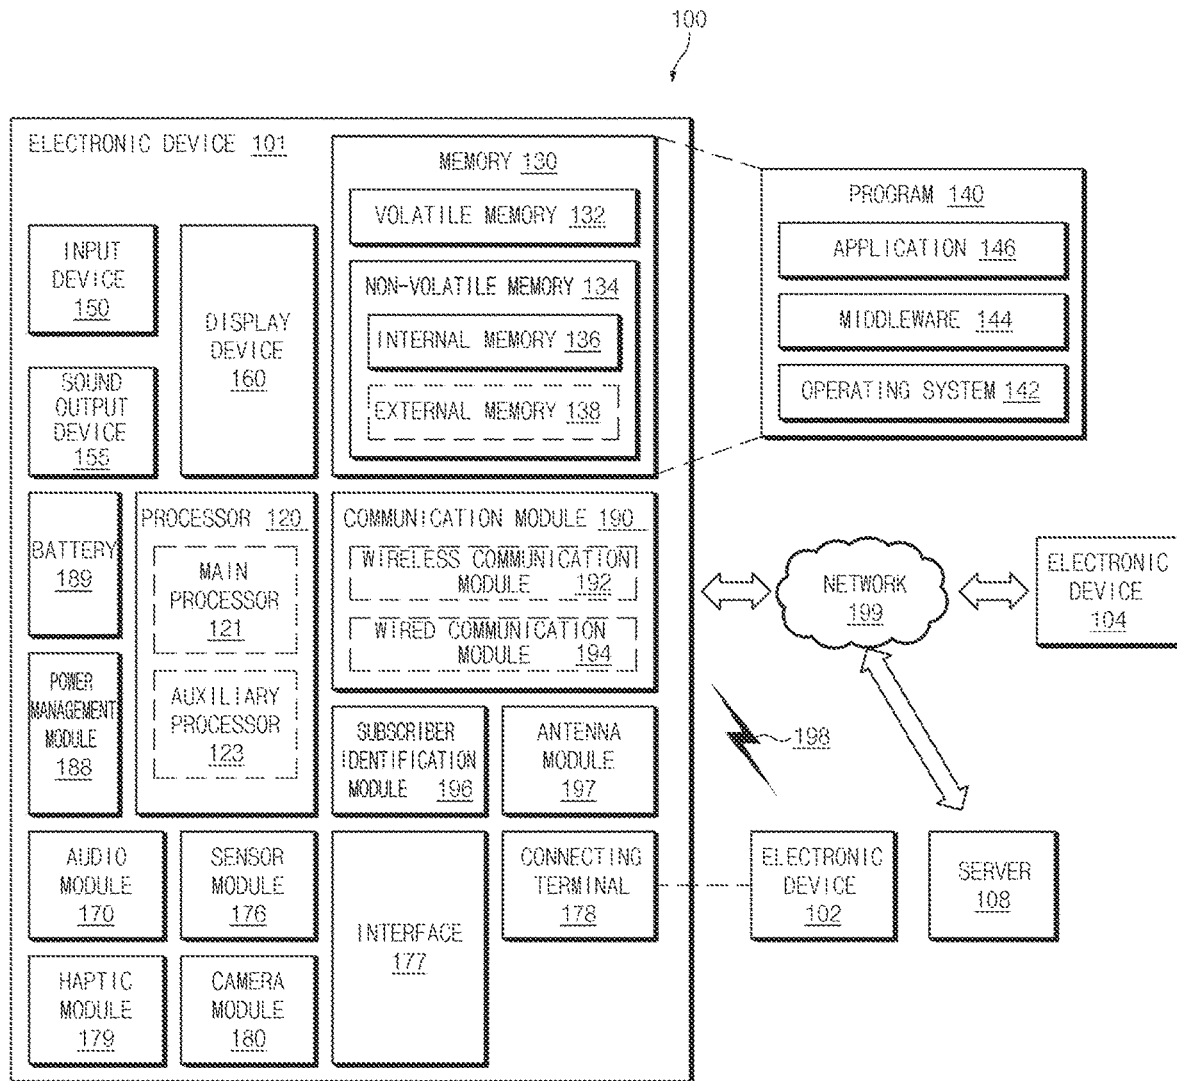 100
ELECTRONIC DEVICE 101
MEMORY 130
VOLATILE MEMORY 132
NON-VOLATILE MEMORY 134
INTERNAL MEMORY 136
EXTERNAL MEMORY 138
PROGRAM 140
APPLICATION 146
MIDDLEWARE 144
OPERATING SYSTEM 142
INPUT
DEVICE
150
DISPLAY
DEVICE
160
SOUND
OUTPUT
DEVICE
155
BATTERY
189
PROCESSOR 120
MAIN
PROCESSOR
121
AUXILIARY
PROCESSOR
123
COMMUNICATION MODULE 190
WIRELESS COMMUNICATION
MODULE 192
WIRED COMMUNICATION
MODULE 194
NETWORK
199
ELECTRONIC
DEVICE
104
POWER
MANAGEMENT
MODULE
188
SUBSCRIBER
IDENTIFICATION
MODULE 196
ANTENNA
MODULE
197
198
AUDIO
MODULE
170
SENSOR
MODULE
176
INTERFACE
177
CONNECTING
TERMINAL
178
ELECTRONIC
DEVICE
102
SERVER
108
HAPTIC
MODULE
179
CAMERA
MODULE
180